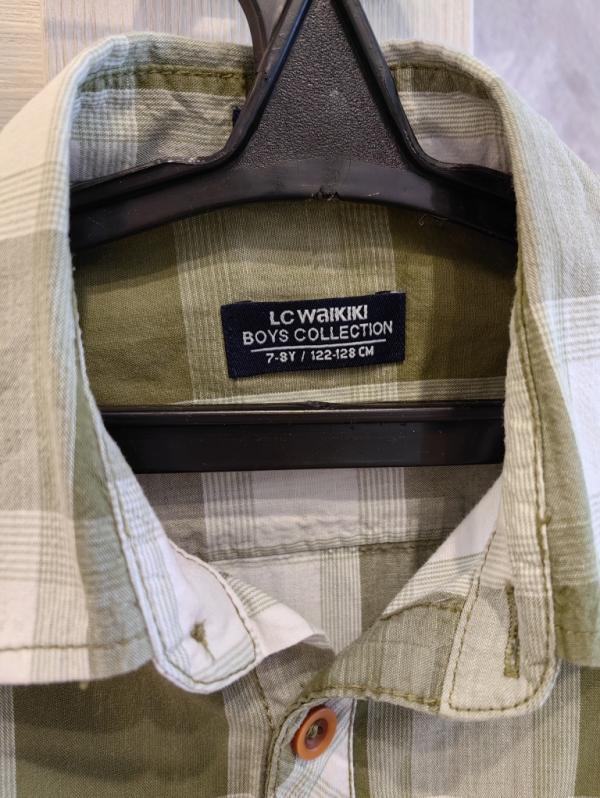 LC WAIKIKI
BOYS COLLECTION
7-8Y / 122-128 CM